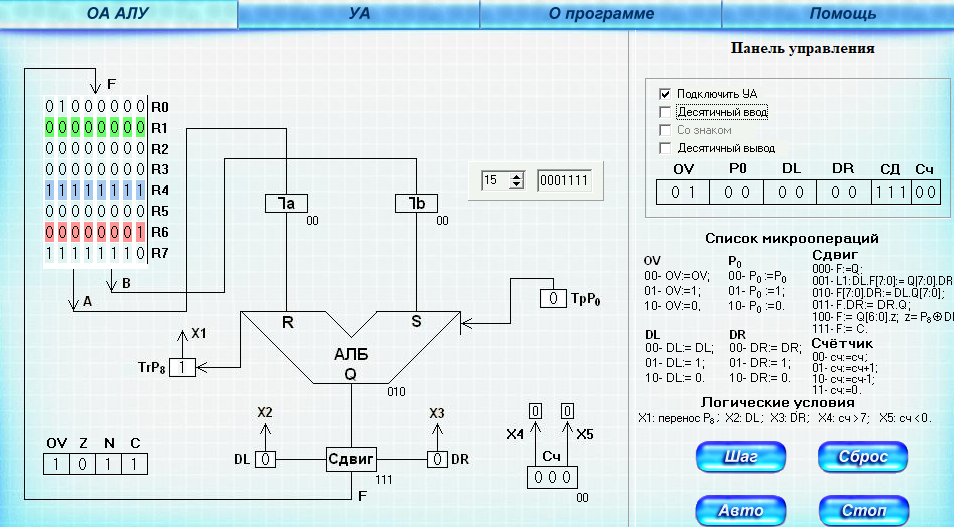 ОА АЛУ УА О программе Помощь
Панель управления
Подключить УА
Десятичный ввод
Со знаком
Десятичный вывод
OV P0 DL DR СД Сч
0 1 0 0 0 0 0 0 1 1 1 0 0
F
0 1 0 0 0 0 0 0 R0
0 0 0 0 0 0 0 0 R1
0 0 0 0 0 0 0 0 R2
0 0 0 0 0 0 0 0 R3
1 1 1 1 1 1 1 1 R4
0 0 0 0 0 0 0 0 R5
0 0 0 0 0 0 0 1 R6
1 1 1 1 1 1 1 0 R7
15 0001111
⅂a ⅂b
00 00
A B
R S
0 TpP0
АЛБ
Q
010
X1
TrP8 1
X2 X3
DL 0 Сдвиг 0 DR
111
F
0 0
X4 X5
Сч
0 0 0
00
OV Z N C
1 0 1 1
Список микроопераций
OV
00- OV:=OV;
01- OV:=1;
10- OV:=0,
P0
00- P0 :=P0
01- P0 :=1;
10- P0 :=0.
Сдвиг
000- F:=Q:
001- L1:DL.F[7:0]:= Q[7:0].DR
010- F[7:0].DR:= DL.Q[7:0];
011- F.DR:= DR.Q;
100- F:= Q[6:0].z; z= P8⊕DL
111- F:= C.
DL
00- DL:= DL;
01- DL:= 1;
10- DL:= 0.
DR
00- DR:= DR;
01- DR:= 1;
10- DR:= 0.
Счётчик
00- сч:=сч;
01- сч:=сч+1;
10- сч:=сч-1;
11- сч:=0.
Логические условия
X1: перенос P8 ; X2: DL; X3: DR; X4: сч >7; X5: сч <0.
Шаг Сброс
Авто Стоп